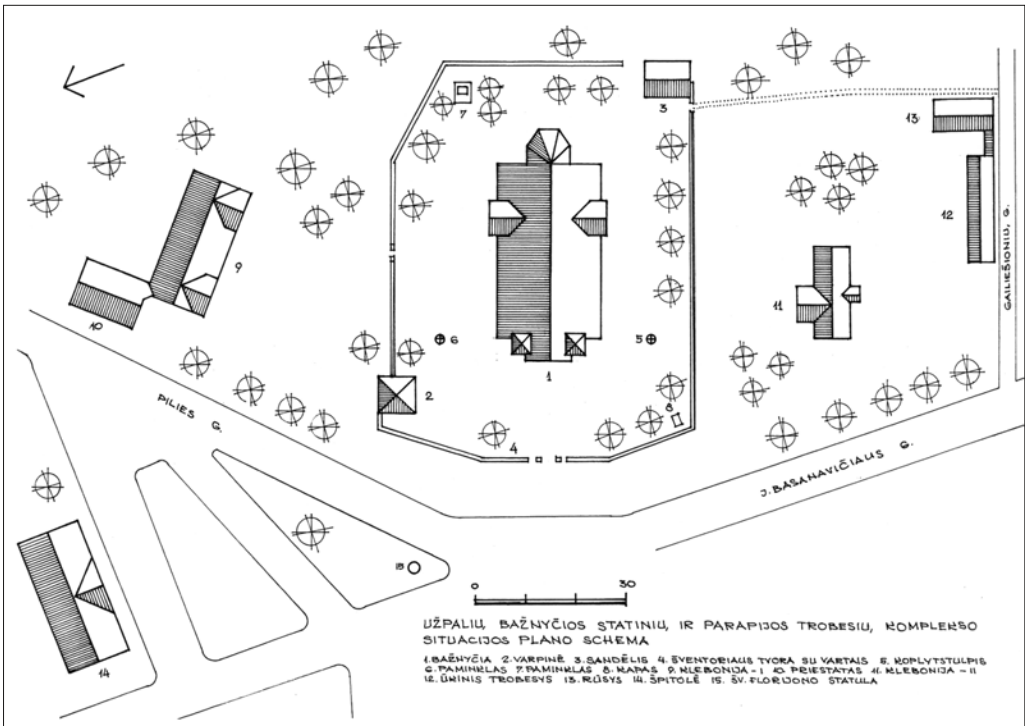 7
3
13
12
9
10
11
GAILIEŠIONIŲ G.
6
5
1
2
8
4
PILIES G.
J. BASANAVIČIAUS G.
15
14
0 30
UŽPALIŲ BAŽNYČIOS STATINIŲ IR PARAPIJOS TROBESIŲ KOMPLEKSO
SITUACIJOS PLANO SCHEMA
1. BAŽNYČIA 2. VARPINĖ 3. SANDĖLIS 4. ŠVENTORIAUS TVORA SU VARTAIS 5. KOPLYTSTULPIS
6. PAMINKLAS 7. PAMINKLAS 8. KAPAS 9. KLEBONIJA - I 10. PRIESTATAS 11. KLEBONIJA - II
12. ŪKINIS TROBESYS 13. RŪSYS 14. ŠPITOLĖ 15. ŠV. FLORIJONO STATULA